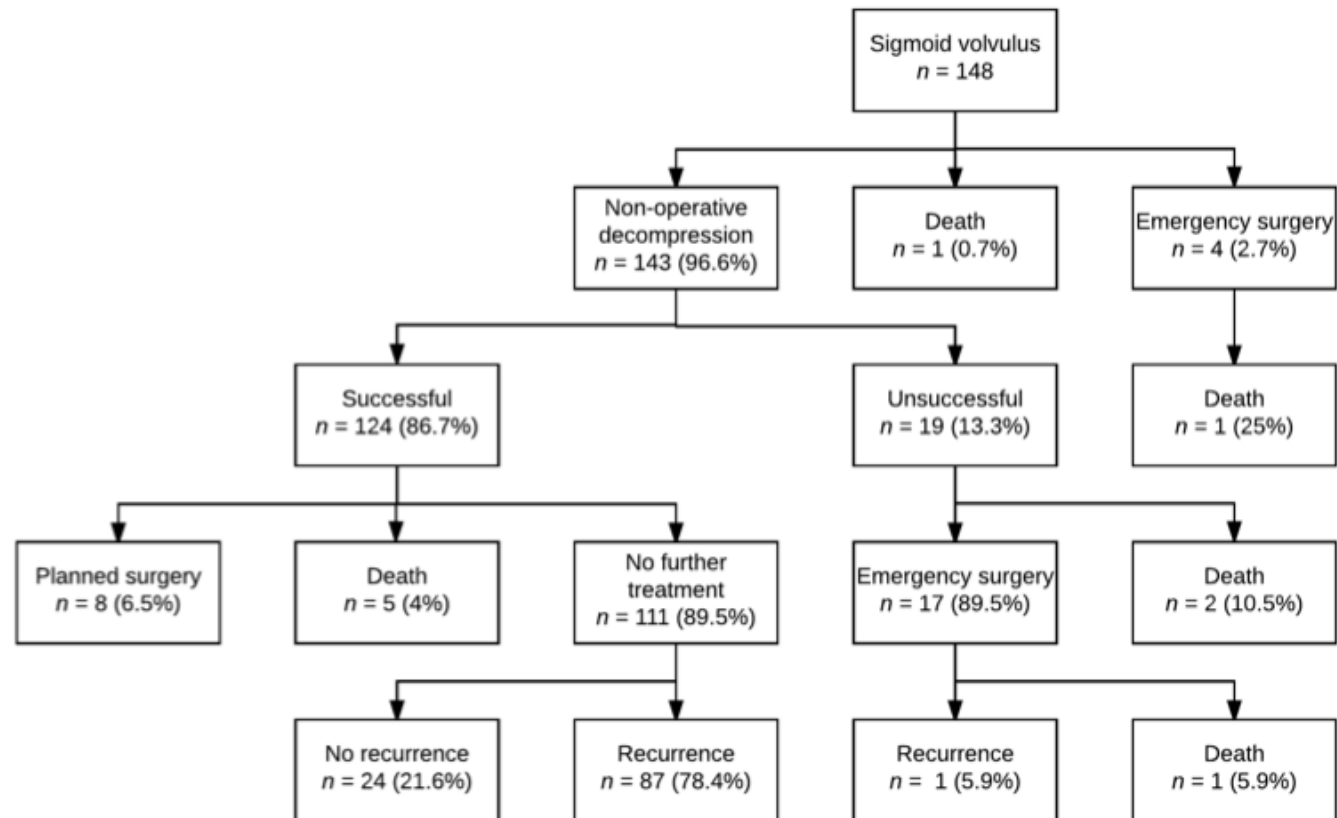 Sigmoid volvulus
n = 148
Non-operative
decompression
n = 143 (96.6%)
Death
n = 1 (0.7%)
Emergency surgery
n = 4 (2.7%)
Successful
n = 124 (86.7%)
Unsuccessful
n = 19 (13.3%)
Death
n = 1 (25%)
Planned surgery
n = 8 (6.5%)
Death
n = 5 (4%)
No further
treatment
n = 111 (89.5%)
Emergency surgery
n = 17 (89.5%)
Death
n = 2 (10.5%)
No recurrence
n = 24 (21.6%)
Recurrence
n = 87 (78.4%)
Recurrence
n = 1 (5.9%)
Death
n = 1 (5.9%)